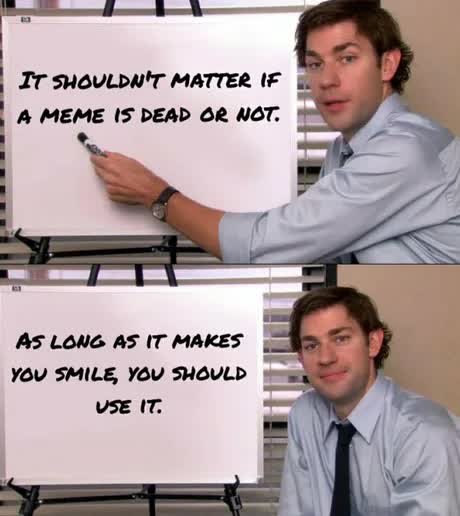 It shouldn't matter if
a meme is dead or not.
As long as it makes
you smile, you should
use it.